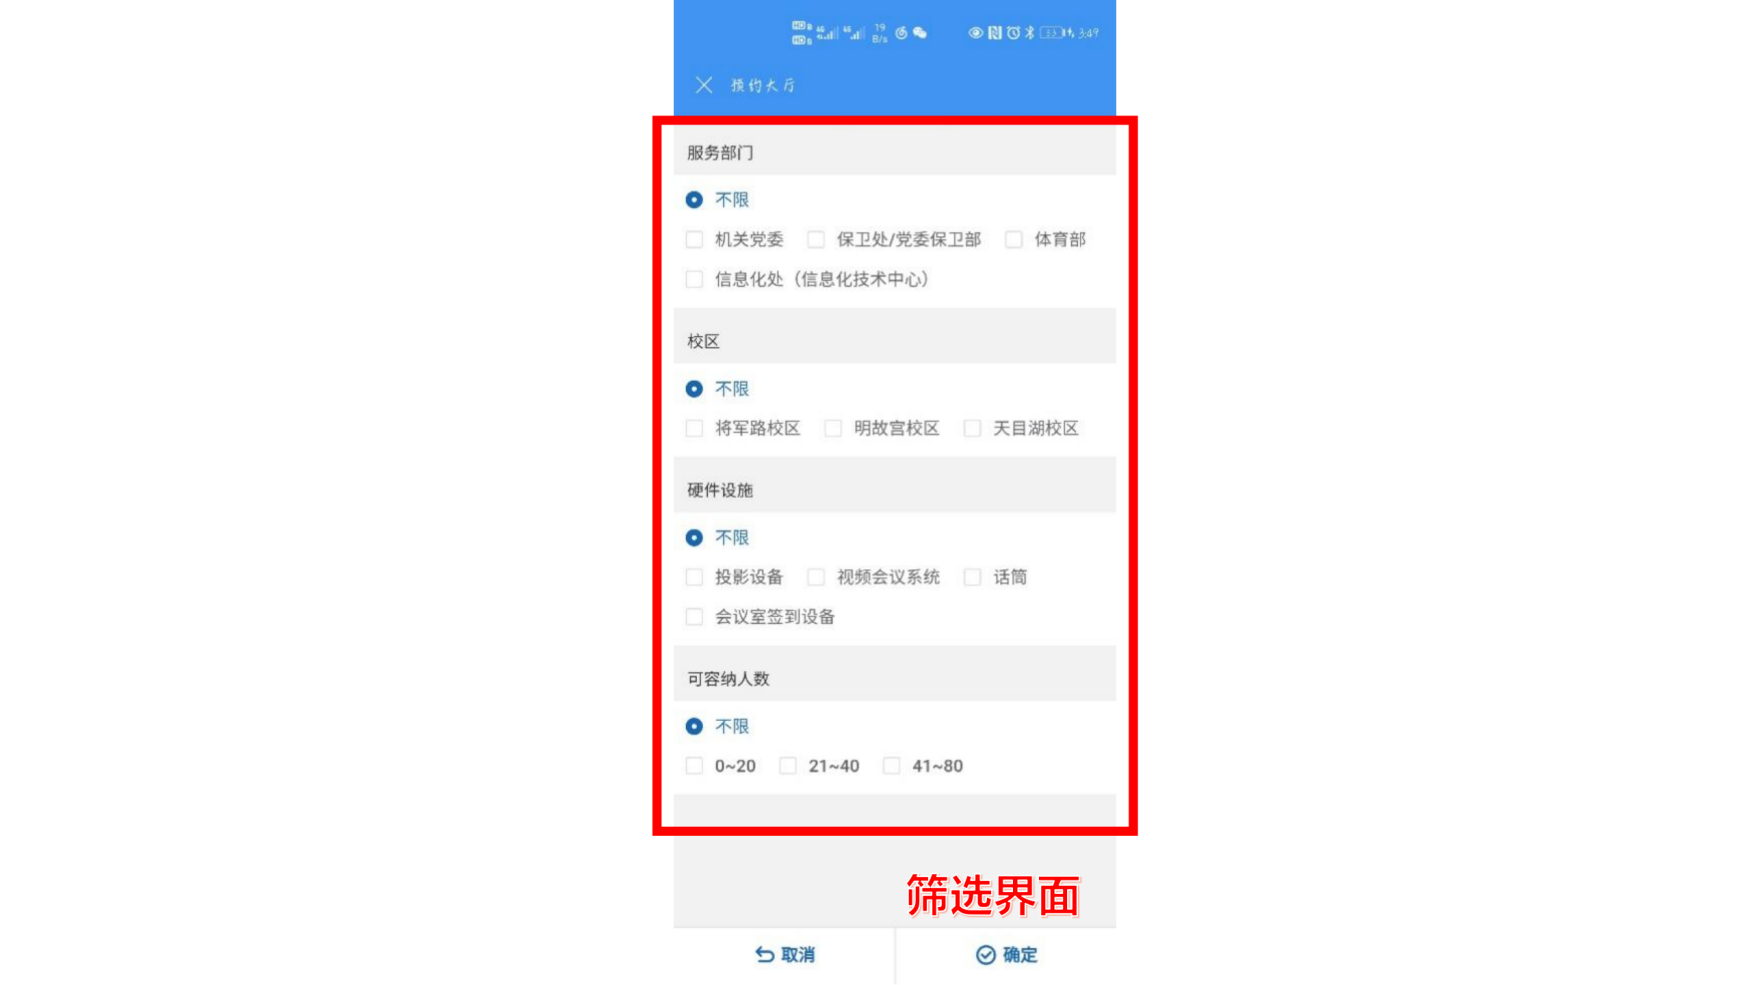 19
B/s
3:49
预约大厅
服务部门
不限
机关党委 保卫处/党委保卫部 体育部
信息化处（信息化技术中心）
校区
不限
将军路校区 明故宫校区 天目湖校区
硬件设施
不限
投影设备 视频会议系统 话筒
会议室签到设备
可容纳人数
不限
0~20 21~40 41~80
筛选界面
取消 确定